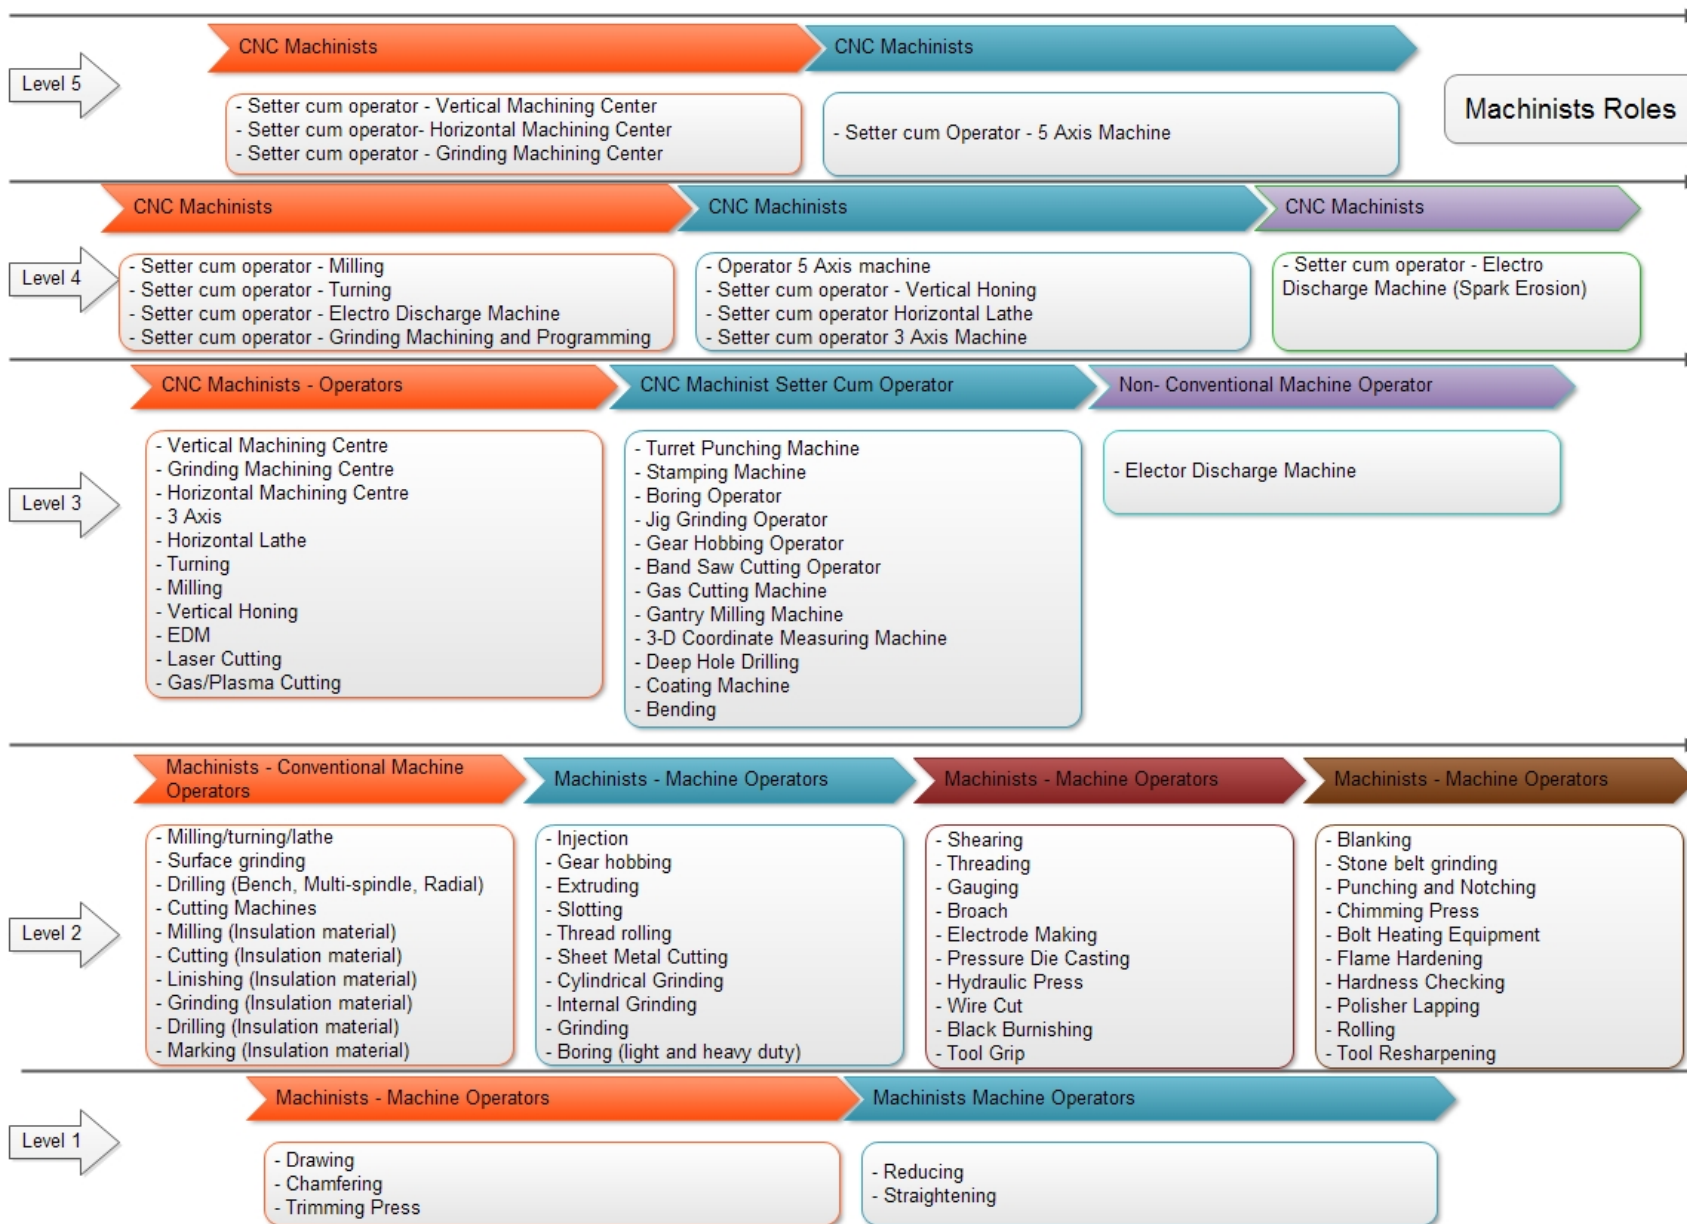 CNC Machinists
CNC Machinists
Level 5
- Setter cum operator - Vertical Machining Center
- Setter cum operator- Horizontal Machining Center
- Setter cum operator - Grinding Machining Center
- Setter cum Operator - 5 Axis Machine
Machinists Roles
CNC Machinists
CNC Machinists
CNC Machinists
Level 4
- Setter cum operator - Milling
- Setter cum operator - Turning
- Setter cum operator - Electro Discharge Machine
- Setter cum operator - Grinding Machining and Programming
- Operator 5 Axis machine
- Setter cum operator - Vertical Honing
- Setter cum operator Horizontal Lathe
- Setter cum operator 3 Axis Machine
- Setter cum operator - Electro
Discharge Machine (Spark Erosion)
CNC Machinists - Operators
CNC Machinist Setter Cum Operator
Non- Conventional Machine Operator
Level 3
- Vertical Machining Centre
- Grinding Machining Centre
- Horizontal Machining Centre
- 3 Axis
- Horizontal Lathe
- Turning
- Milling
- Vertical Honing
- EDM
- Laser Cutting
- Gas/Plasma Cutting
- Turret Punching Machine
- Stamping Machine
- Boring Operator
- Jig Grinding Operator
- Gear Hobbing Operator
- Band Saw Cutting Operator
- Gas Cutting Machine
- Gantry Milling Machine
- 3-D Coordinate Measuring Machine
- Deep Hole Drilling
- Coating Machine
- Bending
- Elector Discharge Machine
Machinists - Conventional Machine
Operators
Machinists - Machine Operators
Machinists - Machine Operators
Machinists - Machine Operators
Level 2
- Milling/turning/lathe
- Surface grinding
- Drilling (Bench, Multi-spindle, Radial)
- Cutting Machines
- Milling (Insulation material)
- Cutting (Insulation material)
- Linishing (Insulation material)
- Grinding (Insulation material)
- Drilling (Insulation material)
- Marking (Insulation material)
- Injection
- Gear hobbing
- Extruding
- Slotting
- Thread rolling
- Sheet Metal Cutting
- Cylindrical Grinding
- Internal Grinding
- Grinding
- Boring (light and heavy duty)
- Shearing
- Threading
- Gauging
- Broach
- Electrode Making
- Pressure Die Casting
- Hydraulic Press
- Wire Cut
- Black Burnishing
- Tool Grip
- Blanking
- Stone belt grinding
- Punching and Notching
- Chimming Press
- Bolt Heating Equipment
- Flame Hardening
- Hardness Checking
- Polisher Lapping
- Rolling
- Tool Resharpening
Machinists - Machine Operators
Machinists Machine Operators
Level 1
- Drawing
- Chamfering
- Trimming Press
- Reducing
- Straightening